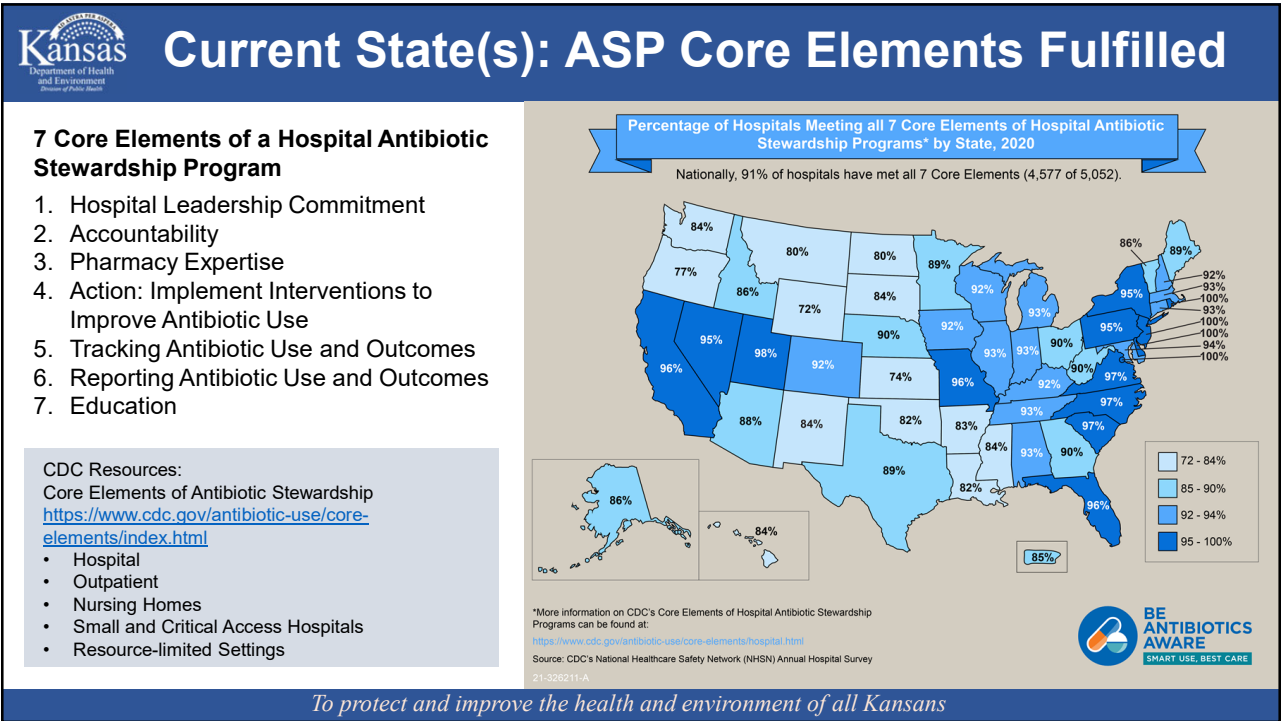 AD ASTRA PER ASPERA
Kansas
Department of Health
and Environment
Division of Public Health
Current State(s): ASP Core Elements Fulfilled
7 Core Elements of a Hospital Antibiotic
Stewardship Program
1. Hospital Leadership Commitment
2. Accountability
3. Pharmacy Expertise
4. Action: Implement Interventions to
Improve Antibiotic Use
5. Tracking Antibiotic Use and Outcomes
6. Reporting Antibiotic Use and Outcomes
7. Education
CDC Resources:
Core Elements of Antibiotic Stewardship
https://www.cdc.gov/antibiotic-use/core-
elements/index.html
• Hospital
• Outpatient
• Nursing Homes
• Small and Critical Access Hospitals
• Resource-limited Settings
Percentage of Hospitals Meeting all 7 Core Elements of Hospital Antibiotic
Stewardship Programs* by State, 2020
Nationally, 91% of hospitals have met all 7 Core Elements (4,577 of 5,052).
84%
77%
80%
80%
89%
86%
72%
84%
90%
92%
92%
93%
96%
95%
98%
92%
74%
96%
93%
93%
90%
90%
92%
88%
84%
82%
83%
93%
84%
93%
90%
89%
82%
96%
97%
97%
97%
95%
95%
86%
89%
92%
93%
100%
93%
100%
100%
94%
100%
86%
84%
85%
72 - 84%
85 - 90%
92 - 94%
95 - 100%
*More information on CDC's Core Elements of Hospital Antibiotic Stewardship
Programs can be found at:
https://www.cdc.gov/antibiotic-use/core-elements/hospital.html
Source: CDC's National Healthcare Safety Network (NHSN) Annual Hospital Survey
21-326211-A
BE
ANTIBIOTICS
AWARE
SMART USE, BEST CARE
To protect and improve the health and environment of all Kansans